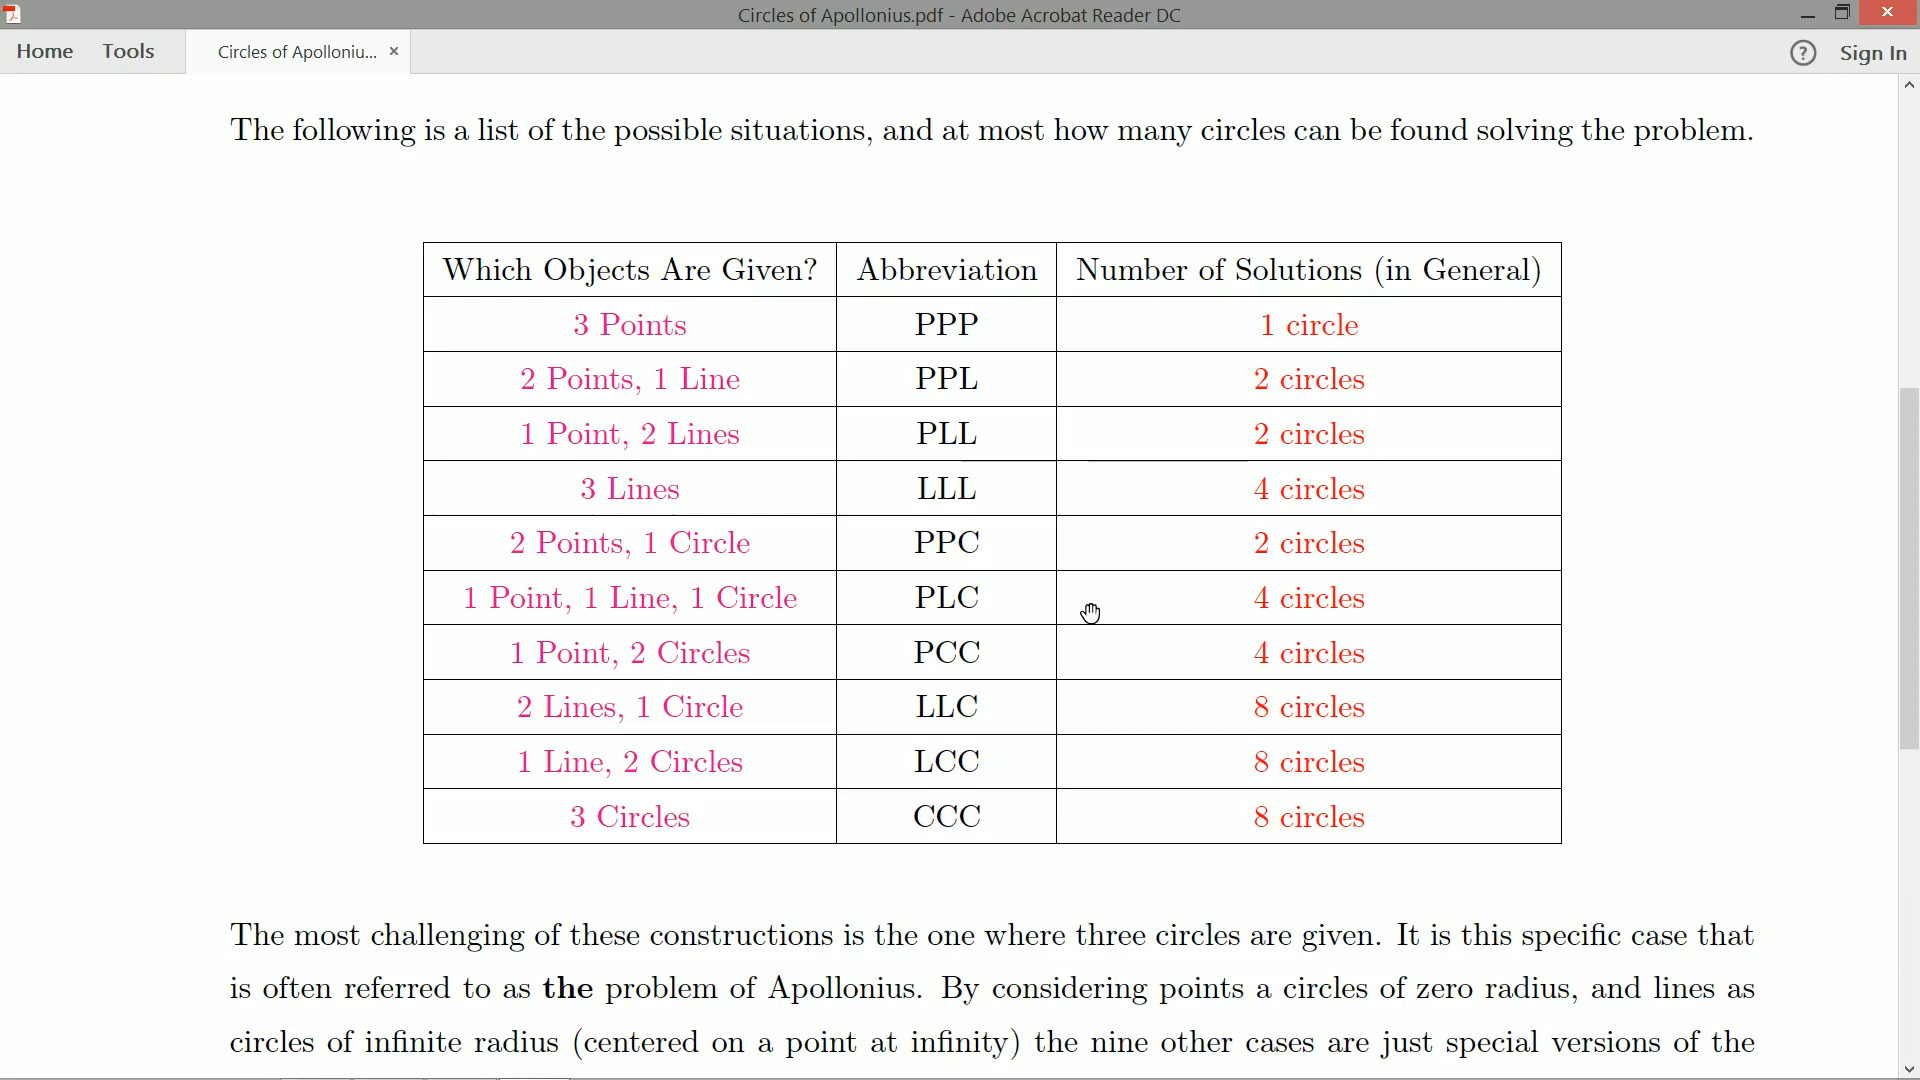 Circles of Apollonius.pdf - Adobe Acrobat Reader DC
Home Tools Circles of Apolloniu... × ? Sign In
The following is a list of the possible situations, and at most how many circles can be found solving the problem.
Which Objects Are Given? Abbreviation Number of Solutions (in General)
3 Points PPP 1 circle
2 Points, 1 Line PPL 2 circles
1 Point, 2 Lines PLL 2 circles
3 Lines LLL 4 circles
2 Points, 1 Circle PPC 2 circles
1 Point, 1 Line, 1 Circle PLC 4 circles
1 Point, 2 Circles PCC 4 circles
2 Lines, 1 Circle LLC 8 circles
1 Line, 2 Circles LCC 8 circles
3 Circles CCC 8 circles
The most challenging of these constructions is the one where three circles are given. It is this specific case that
is often referred to as the problem of Apollonius. By considering points a circles of zero radius, and lines as
circles of infinite radius (centered on a point at infinity) the nine other cases are just special versions of the